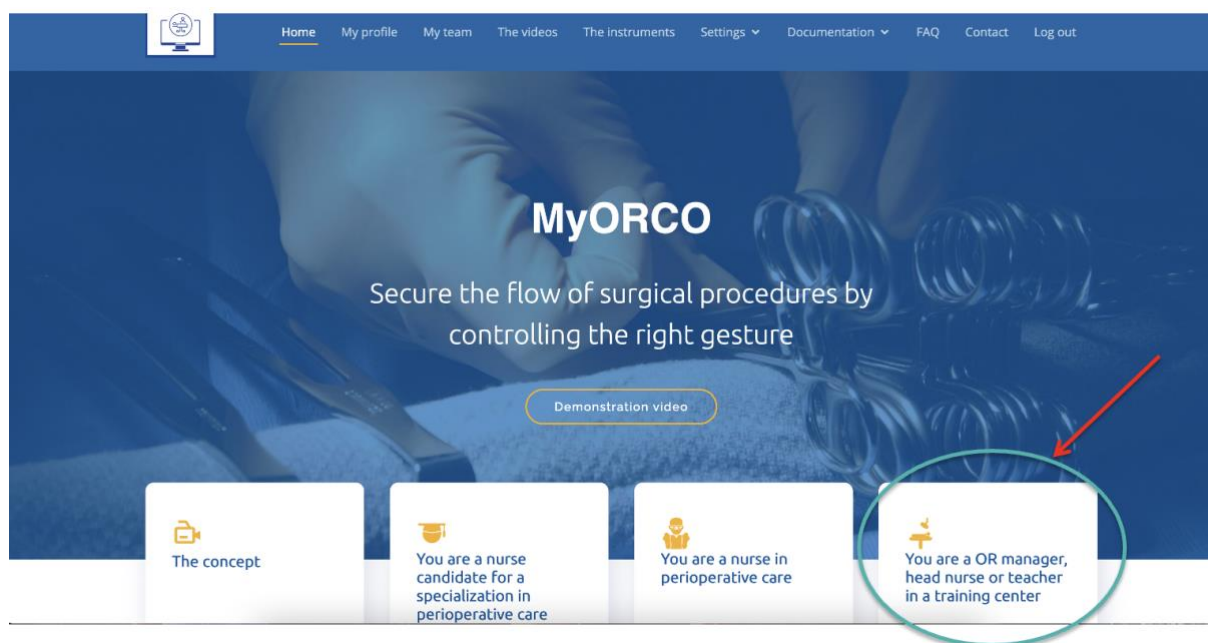 Home My profile My team The videos The instruments Settings Documentation FAQ Contact Log out
MyORCO
Secure the flow of surgical procedures by
controlling the right gesture
Demonstration video
The concept
You are a nurse
candidate for a
specialization in
perioperative care
You are a nurse in
perioperative care
You are a OR manager,
head nurse or teacher
in a training center